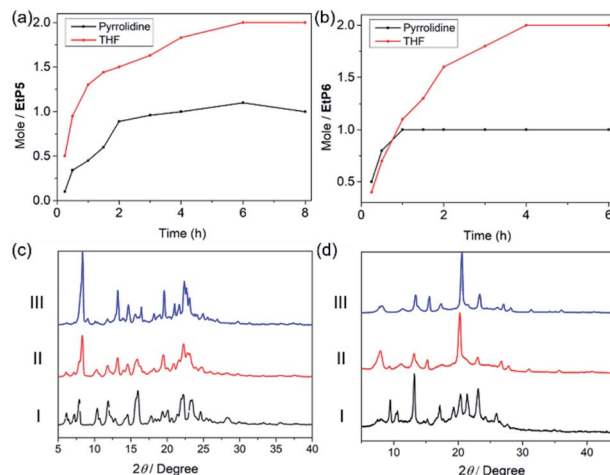 (a)
Pyrrolidine
THF
Mole / EtP5
2.0
1.5
1.0
0.5
0.0
0 2 4 6 8
Time (h)
(b)
Pyrrolidine
THF
Mole / EtP6
2.0
1.5
1.0
0.5
0 1 2 3 4 5 6
Time (h)
(c)
III
II
I
5 10 15 20 25 30 35 40
2θ/ Degree
(d)
III
II
I
10 20 30 40
2θ/ Degree